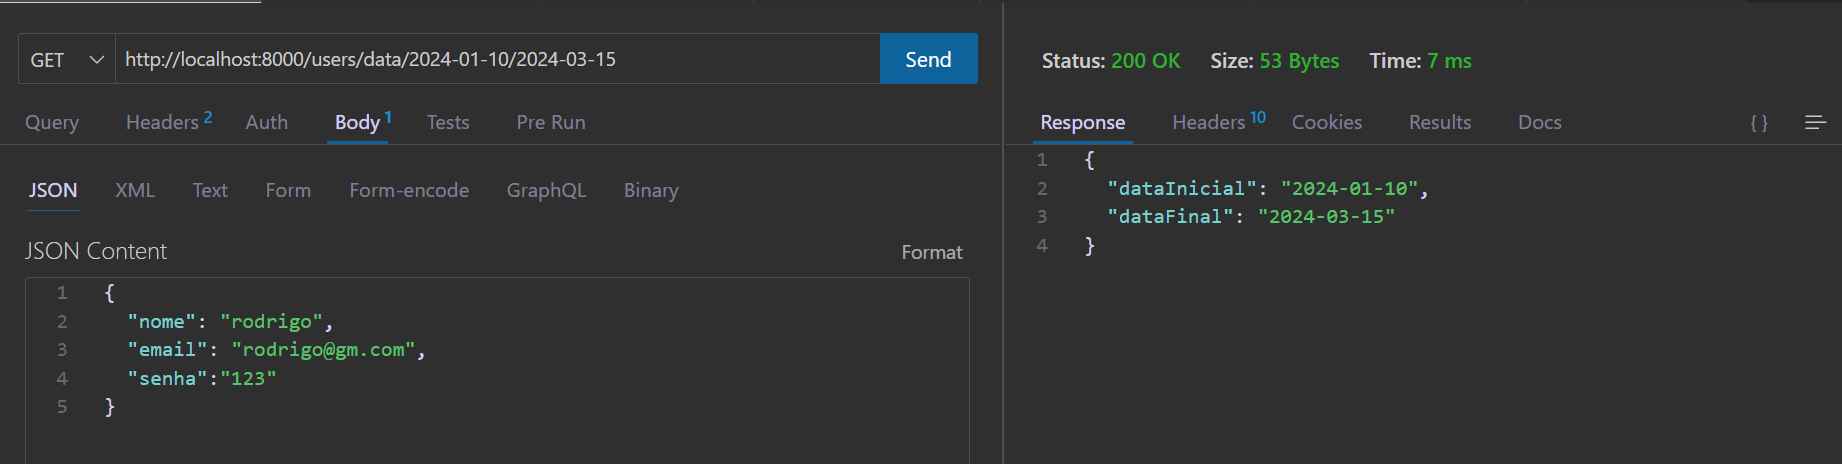 GET http://localhost:8000/users/data/2024-01-10/2024-03-15 Send
Query Headers 2 Auth Body 1 Tests Pre Run
JSON XML Text Form Form-encode GraphQL Binary
JSON Content Format
1 {
2 "nome": "rodrigo",
3 "email": "rodrigo@gm.com",
4 "senha":"123"
5 }
Status: 200 OK Size: 53 Bytes Time: 7 ms
Response Headers 10 Cookies Results Docs { }
1 {
2 "dataInicial": "2024-01-10",
3 "dataFinal": "2024-03-15"
4 }